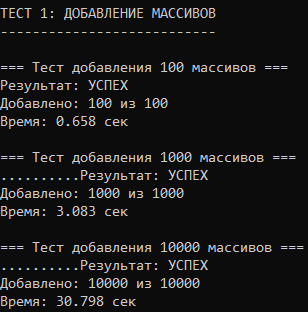 ТЕСТ 1: ДОБАВЛЕНИЕ МАССИВОВ
---------------------------
=== Тест добавления 100 массивов ===
Результат: УСПЕХ
Добавлено: 100 из 100
Время: 0.658 сек
=== Тест добавления 1000 массивов ===
..........Результат: УСПЕХ
Добавлено: 1000 из 1000
Время: 3.083 сек
=== Тест добавления 10000 массивов ===
..........Результат: УСПЕХ
Добавлено: 10000 из 10000
Время: 30.798 сек